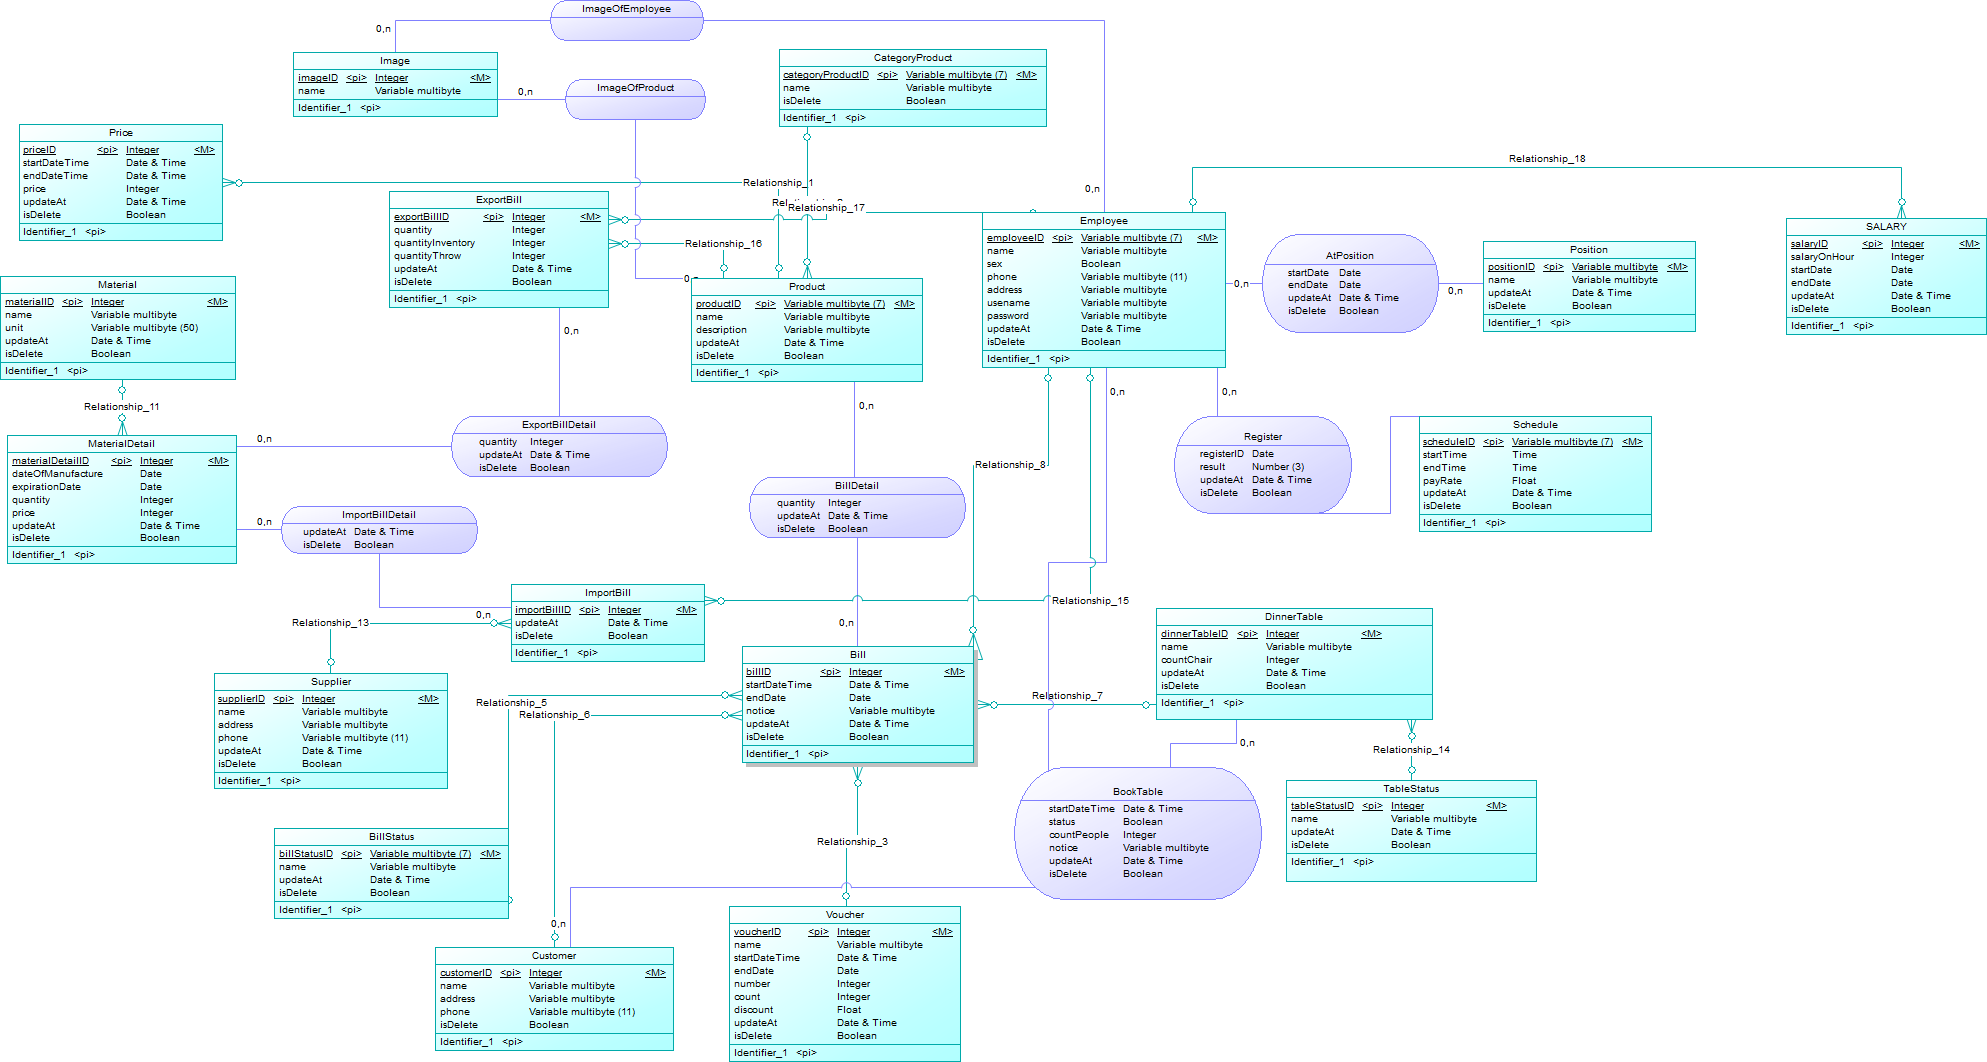 ImageOfEmployee
0,n
Image
imageID <pi> Integer <M>
name Variable multibyte
Identifier_1 <pi>
0,n
ImageOfProduct
CategoryProduct
categoryProductID <pi> Variable multibyte (7) <M>
name Variable multibyte
isDelete Boolean
Identifier_1 <pi>
Price
priceID <pi> Integer <M>
startDateTime Date & Time
endDateTime Date & Time
price Integer
updateAt Date & Time
isDelete Boolean
Identifier_1 <pi>
Relationship_1
Relationship_17
Relationship_16
Relationship_18
0,n
ExportBill
exportBillID <pi> Integer <M>
quantity Integer
quantityInventory Integer
quantityThrow Integer
updateAt Date & Time
isDelete Boolean
Identifier_1 <pi>
0,n
Product
productID <pi> Variable multibyte (7) <M>
name Variable multibyte
description Variable multibyte
updateAt Date & Time
isDelete Boolean
Identifier_1 <pi>
0,n
Employee
employeeID <pi> Variable multibyte (7) <M>
name Variable multibyte
sex Boolean
phone Variable multibyte (11)
address Variable multibyte
usename Variable multibyte
password Variable multibyte
updateAt Date & Time
isDelete Boolean
Identifier_1 <pi>
0,n
AtPosition
startDate Date
endDate Date
updateAt Date & Time
isDelete Boolean
0,n
Position
positionID <pi> Variable multibyte <M>
name Variable multibyte
updateAt Date & Time
isDelete Boolean
Identifier_1 <pi>
SALARY
salaryID <pi> Integer <M>
salaryOnHour Integer
startDate Date
endDate Date
updateAt Date & Time
isDelete Boolean
Identifier_1 <pi>
Material
materialID <pi> Integer <M>
name Variable multibyte
unit Variable multibyte (50)
updateAt Date & Time
isDelete Boolean
Identifier_1 <pi>
Relationship_11
MaterialDetail
materialDetailID <pi> Integer <M>
dateOfManufacture Date
expirationDate Date
quantity Integer
price Integer
updateAt Date & Time
isDelete Boolean
Identifier_1 <pi>
0,n
ExportBillDetail
quantity Integer
updateAt Date & Time
isDelete Boolean
0,n
ImportBillDetail
updateAt Date & Time
isDelete Boolean
0,n
BillDetail
quantity Integer
updateAt Date & Time
isDelete Boolean
0,n
Relationship_8
0,n
0,n
Register
registerID Date
result Number (3)
updateAt Date & Time
isDelete Boolean
Schedule
scheduleID <pi> Variable multibyte (7) <M>
startTime Time
endTime Time
payRate Float
updateAt Date & Time
isDelete Boolean
Identifier_1 <pi>
ImportBill
importBillID <pi> Integer <M>
updateAt Date & Time
isDelete Boolean
Identifier_1 <pi>
0,n
Relationship_13
Relationship_15
Supplier
supplierID <pi> Integer <M>
name Variable multibyte
address Variable multibyte
phone Variable multibyte (11)
updateAt Date & Time
isDelete Boolean
Identifier_1 <pi>
Relationship_5
Relationship_6
Bill
billID <pi> Integer <M>
startDateTime Date & Time
endDate Date
notice Variable multibyte
updateAt Date & Time
isDelete Boolean
Identifier_1 <pi>
Relationship_7
DinnerTable
dinnerTableID <pi> Integer <M>
name Variable multibyte
countChair Integer
updateAt Date & Time
isDelete Boolean
Identifier_1 <pi>
0,n
Relationship_14
TableStatus
tableStatusID <pi> Integer <M>
name Variable multibyte
updateAt Date & Time
isDelete Boolean
Identifier_1 <pi>
BookTable
startDateTime Date & Time
status Boolean
countPeople Integer
notice Variable multibyte
updateAt Date & Time
isDelete Boolean
BillStatus
billStatusID <pi> Variable multibyte (7) <M>
name Variable multibyte
updateAt Date & Time
isDelete Boolean
Identifier_1 <pi>
Relationship_3
0,n
Customer
customerID <pi> Integer <M>
name Variable multibyte
address Variable multibyte
phone Variable multibyte (11)
isDelete Boolean
Identifier_1 <pi>
Voucher
voucherID <pi> Integer <M>
name Variable multibyte
startDateTime Date & Time
endDate Date
number Integer
count Integer
discount Float
updateAt Date & Time
isDelete Boolean
Identifier_1 <pi>